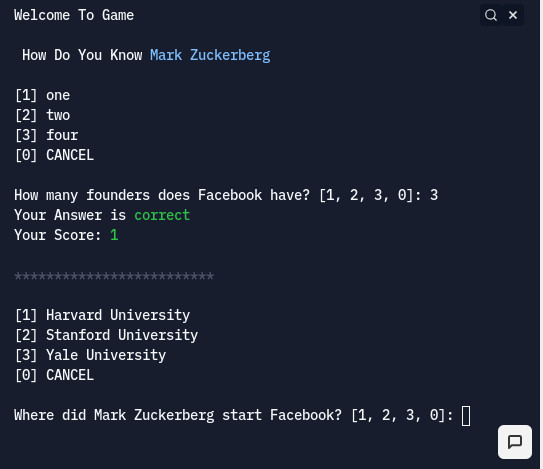 Welcome To Game
How Do You Know Mark Zuckerberg
[1] one
[2] two
[3] four
[0] CANCEL
How many founders does Facebook have? [1, 2, 3, 0]: 3
Your Answer is correct
Your Score: 1
*************************
[1] Harvard University
[2] Stanford University
[3] Yale University
[0] CANCEL
Where did Mark Zuckerberg start Facebook? [1, 2, 3, 0]: